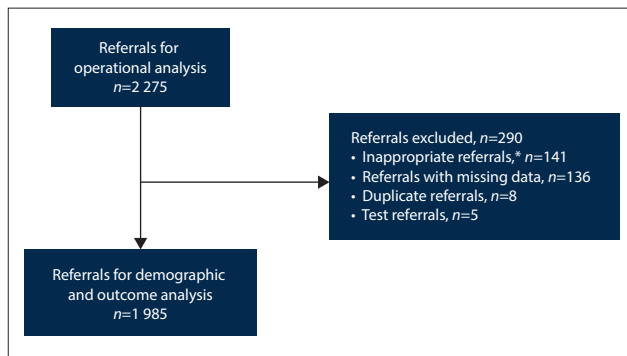 Referrals for
operational analysis
n=2 275
Referrals excluded, n=290
• Inappropriate referrals,* n=141
• Referrals with missing data, n=136
• Duplicate referrals, n=8
• Test referrals, n=5
Referrals for demographic
and outcome analysis
n=1 985